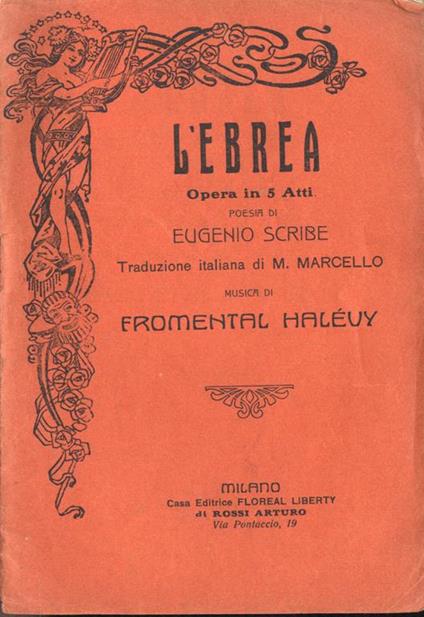 L'EBREA
Opera in 5 Atti
POESIA DI
EUGENIO SCRIBE
Traduzione italiana di M. MARCELLO
MUSICA DI
FROMENTAL HALÉVY
MILANO
Casa Editrice FLOREAL LIBERTY
di ROSSI ARTURO
Via Pontaccio, 19